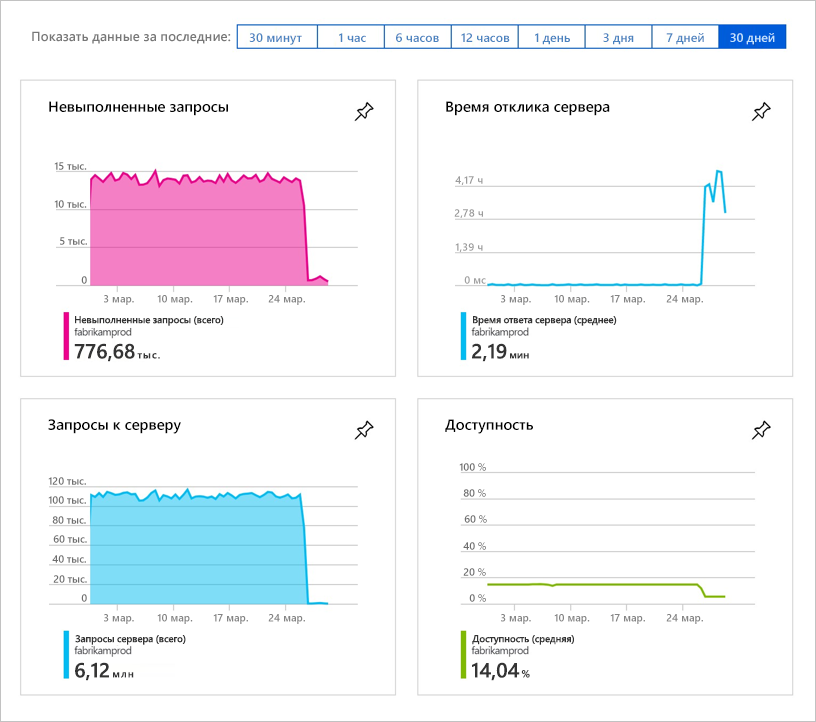 Показать данные за последние: 30 минут 1 час 6 часов 12 часов 1 день 3 дня 7 дней 30 дней
Невыполненные запросы
15 тыс.
10 тыс.
5 тыс.
0
3 мар. 10 мар. 17 мар. 24 мар.
Невыполненные запросы (всего)
fabrikamprod
776,68 тыс.
Время отклика сервера
4,17 ч
2,78 ч
1,39 ч
0 мс
3 мар. 10 мар. 17 мар. 24 мар.
Время ответа сервера (среднее)
fabrikamprod
2,19 мин
Запросы к серверу
120 тыс.
100 тыс.
80 тыс.
60 тыс.
40 тыс.
20 тыс.
0
3 мар. 10 мар. 17 мар. 24 мар.
Запросы сервера (всего)
fabrikamprod
6,12 млн
Доступность
100 %
80 %
60 %
40 %
20 %
0 %
3 мар. 10 мар. 17 мар. 24 мар.
Доступность (средняя)
fabrikamprod
14,04 %